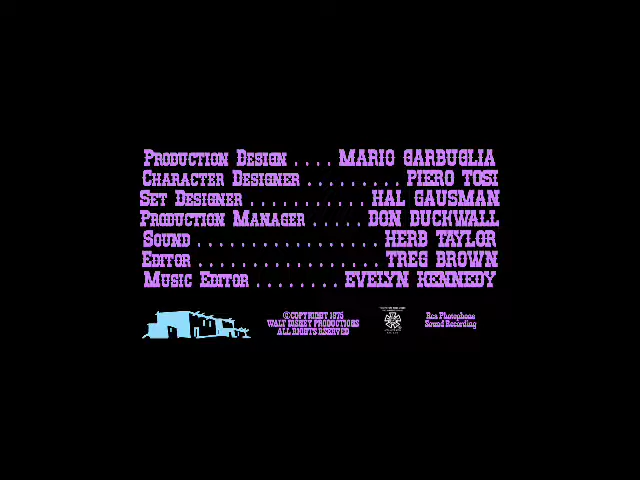 PRODUCTION DESIGN .... MARIO GARBUGLIA
CHARACTER DESIGNER ......... PIERO TOSI
SET DESIGNER ........... HAL GAUSMAN
PRODUCTION MANAGER ..... DON DUCKWALL
SOUND .................. HERB TAYLOR
EDITOR ................. TREG BROWN
MUSIC EDITOR ........ EVELYN KENNEDY
©COPYRIGHT 1975
WALT DISNEY PRODUCTIONS
ALL RIGHTS RESERVED
Rca Photophone
Sound Recording